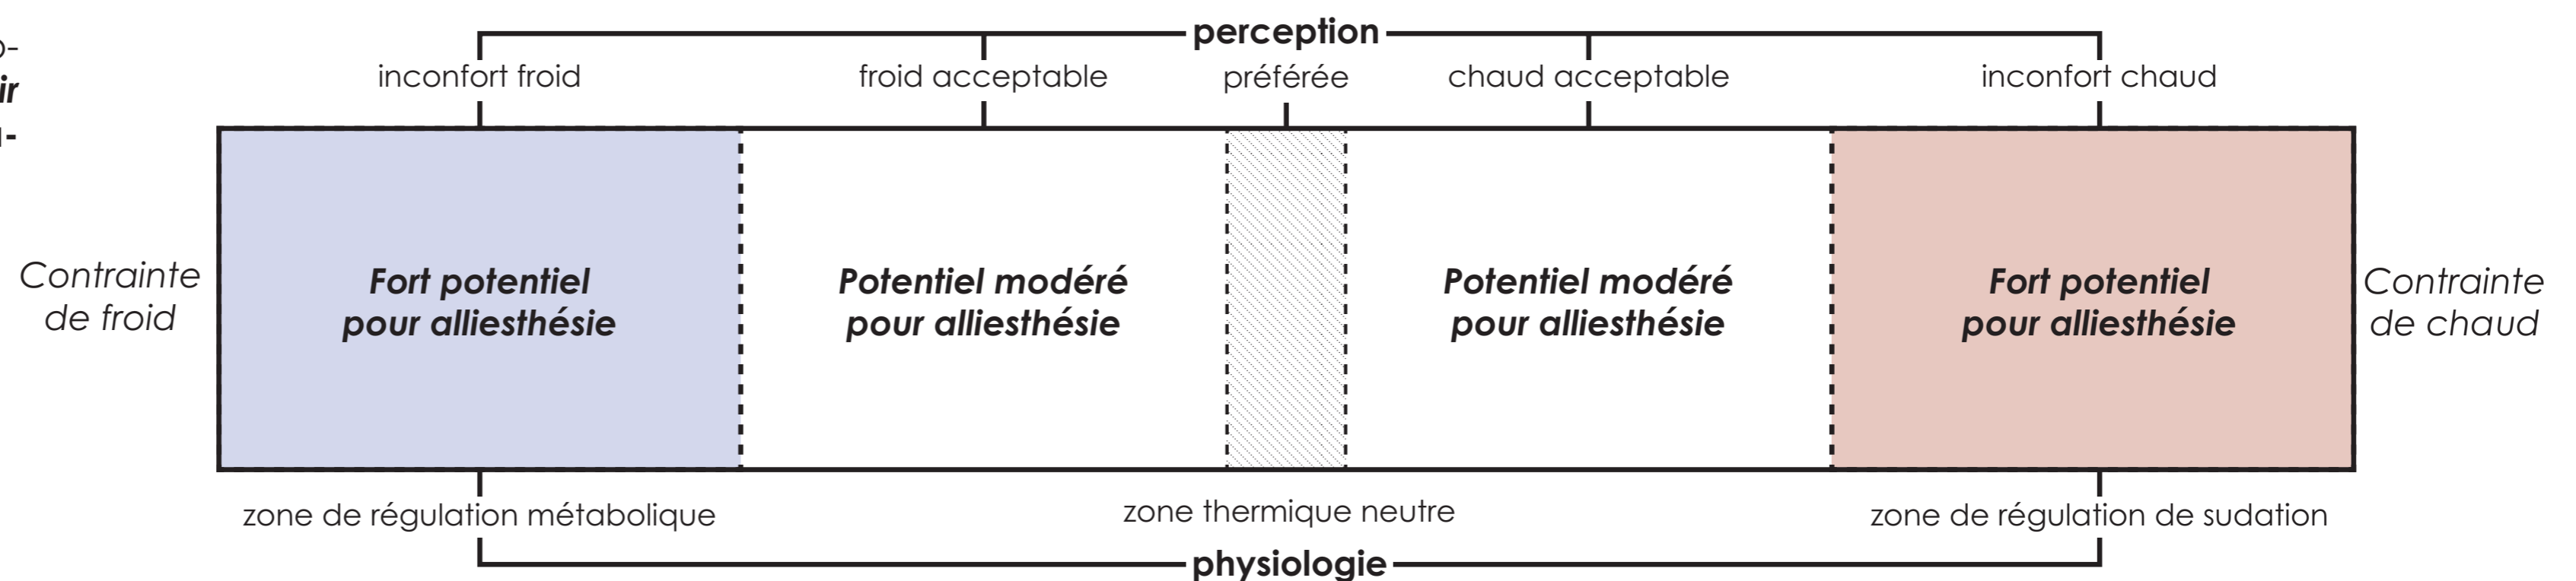 perception
inconfort froid
froid acceptable
préférée
chaud acceptable
inconfort chaud
Contrainte
de froid
Fort potentiel
pour alliesthésie
Potentiel modéré
pour alliesthésie
Potentiel modéré
pour alliesthésie
Fort potentiel
pour alliesthésie
Contrainte
de chaud
zone de régulation métabolique
zone thermique neutre
zone de régulation de sudation
physiologie